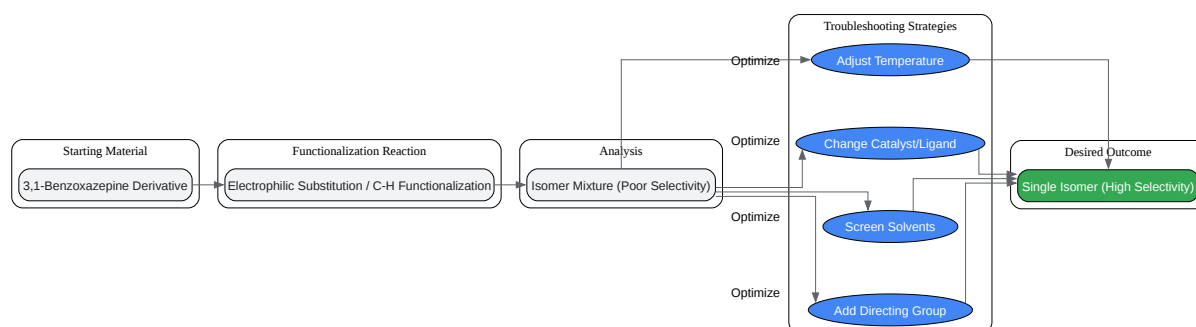 Troubleshooting Strategies
Optimize
Adjust Temperature
Starting Material
3,1-Benzoxazepine Derivative
Functionalization Reaction
Electrophilic Substitution / C-H Functionalization
Analysis
Isomer Mixture (Poor Selectivity)
Optimize
Change Catalyst/Ligand
Desired Outcome
Single Isomer (High Selectivity)
Optimize
Screen Solvents
Optimize
Add Directing Group